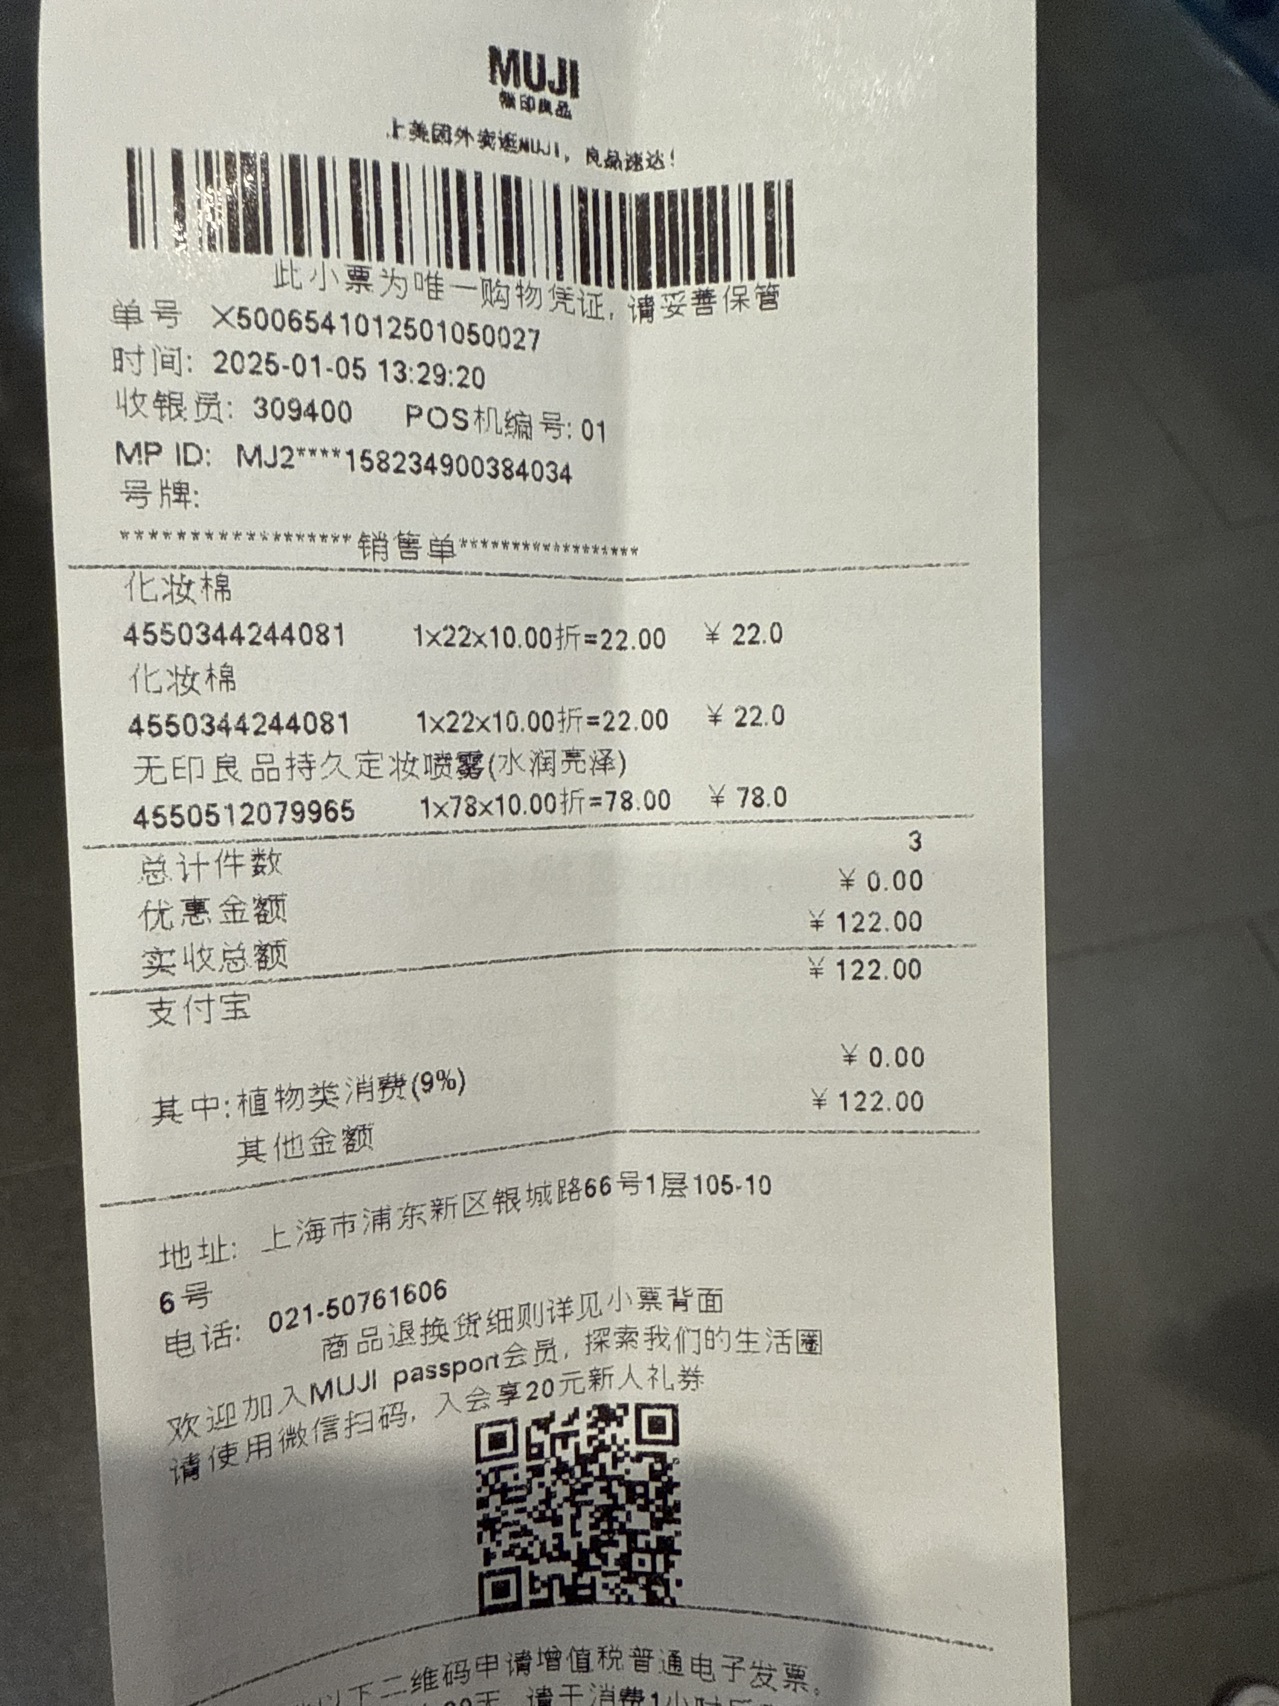 MUJI
無印良品
上美团外卖逛MUJI，良品速达！
此小票为唯一购物凭证，请妥善保管
单号 X5006541012501050027
时间: 2025-01-05 13:29:20
收银员: 309400 POS机编号: 01
MP ID: MJ2****158234900384034
号牌:
******************销售单******************
化妆棉
4550344244081 1x22x10.00折=22.00 ¥ 22.0
化妆棉
4550344244081 1x22x10.00折=22.00 ¥ 22.0
无印良品持久定妆喷雾(水润亮泽)
4550512079965 1x78x10.00折=78.00 ¥ 78.0
总计件数 3
优惠金额 ¥ 0.00
实收总额 ¥ 122.00
支付宝 ¥ 122.00
其中:植物类消费(9%) ¥ 0.00
其他金额 ¥ 122.00
地址: 上海市浦东新区银城路66号1层105-10
6号
电话: 021-50761606
商品退换货细则详见小票背面
欢迎加入MUJI passport会员，探索我们的生活圈
请使用微信扫码，入会享20元新人礼券
以下二维码申请增值税普通电子发票。
天，请于消费1小时后